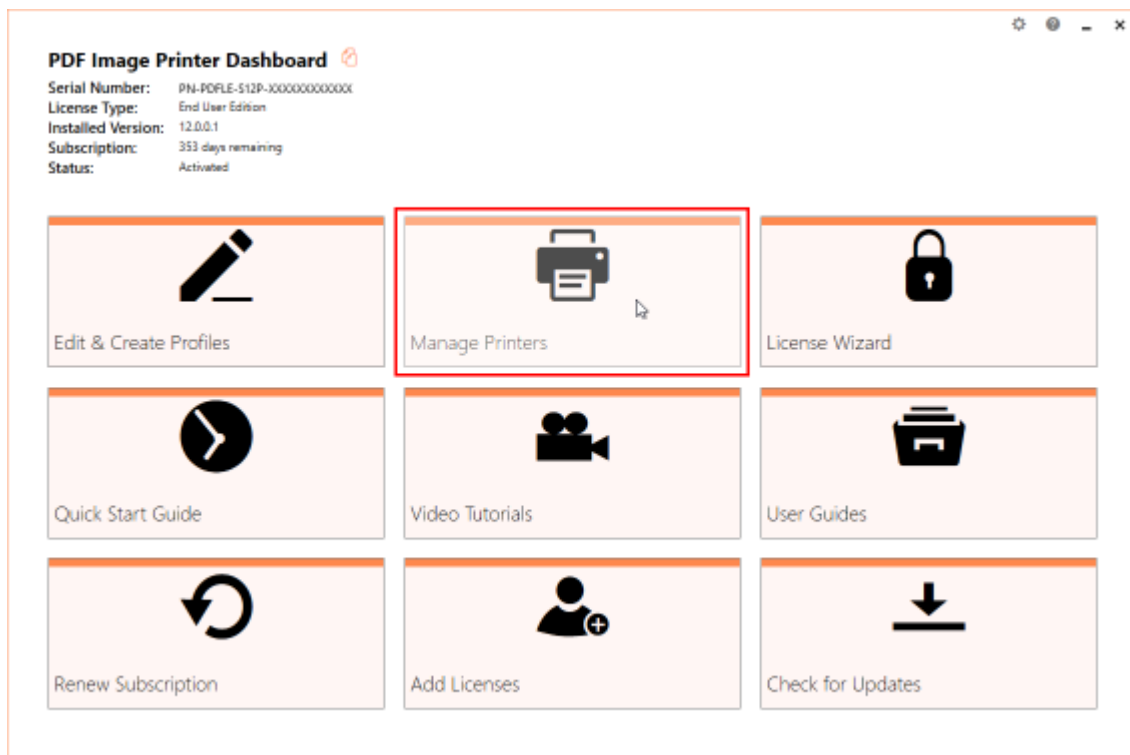 PDF Image Printer Dashboard
Serial Number: PN-PDFLE-S12P-XXXXXXXXXXXX
License Type: End User Edition
Installed Version: 12.0.0.1
Subscription: 353 days remaining
Status: Activated
Edit & Create Profiles Manage Printers License Wizard
Quick Start Guide Video Tutorials User Guides
Renew Subscription Add Licenses Check for Updates